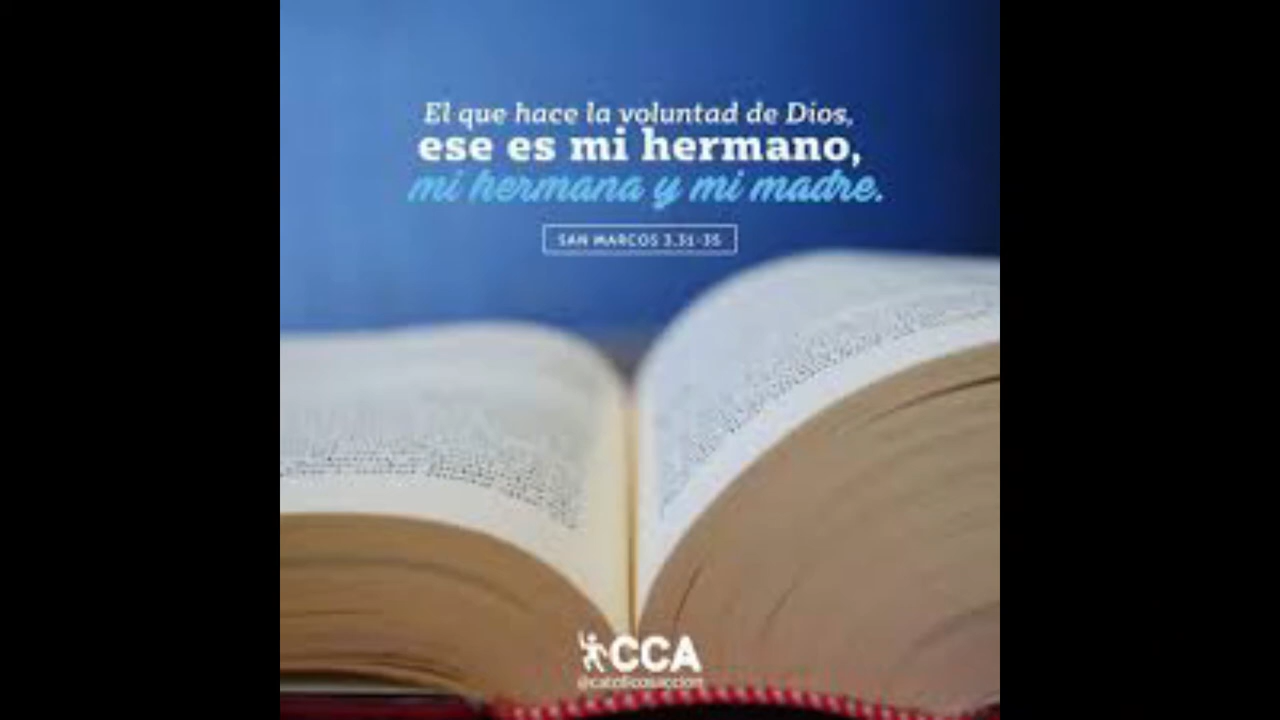 El que hace la voluntad de Dios,
ese es mi hermano,
mi hermana y mi madre.
SAN MARCOS 3,31-35
CCA
@catolicosaccion